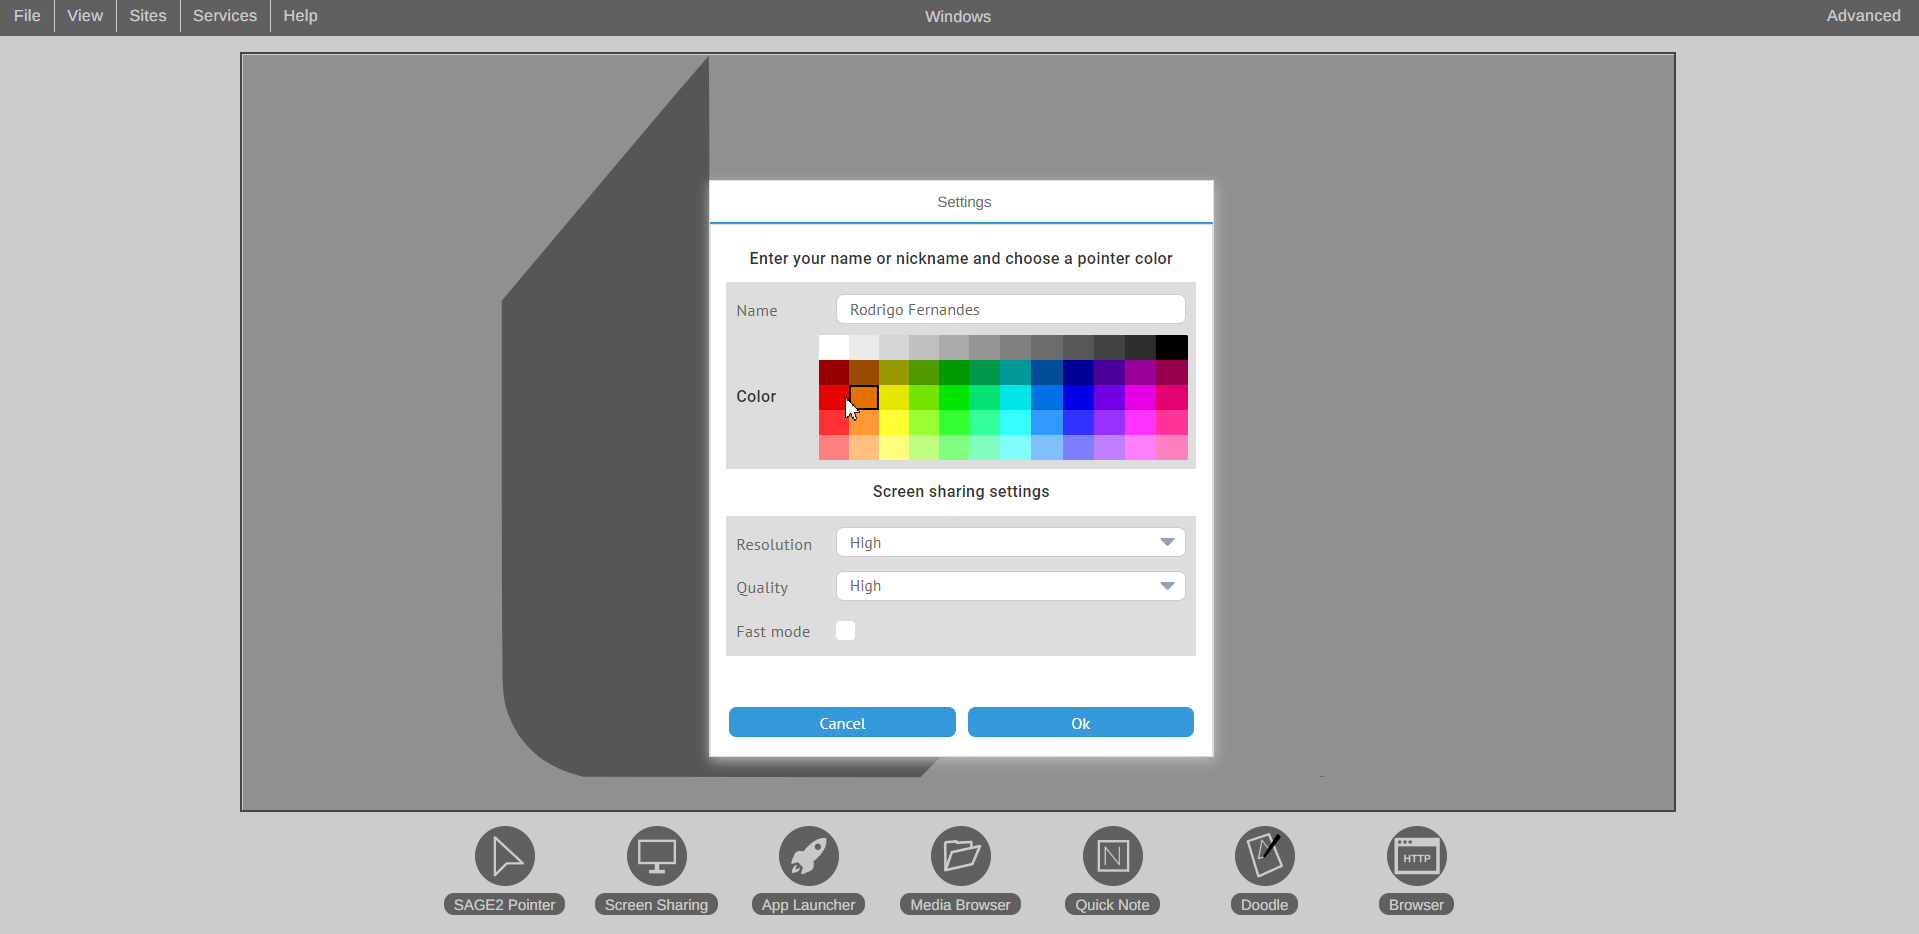 File View Sites Services Help Windows Advanced
Settings
Enter your name or nickname and choose a pointer color
Name Rodrigo Fernandes
Color
Screen sharing settings
Resolution High
Quality High
Fast mode
Cancel Ok
HTTP
SAGE2 Pointer Screen Sharing App Launcher Media Browser Quick Note Doodle Browser